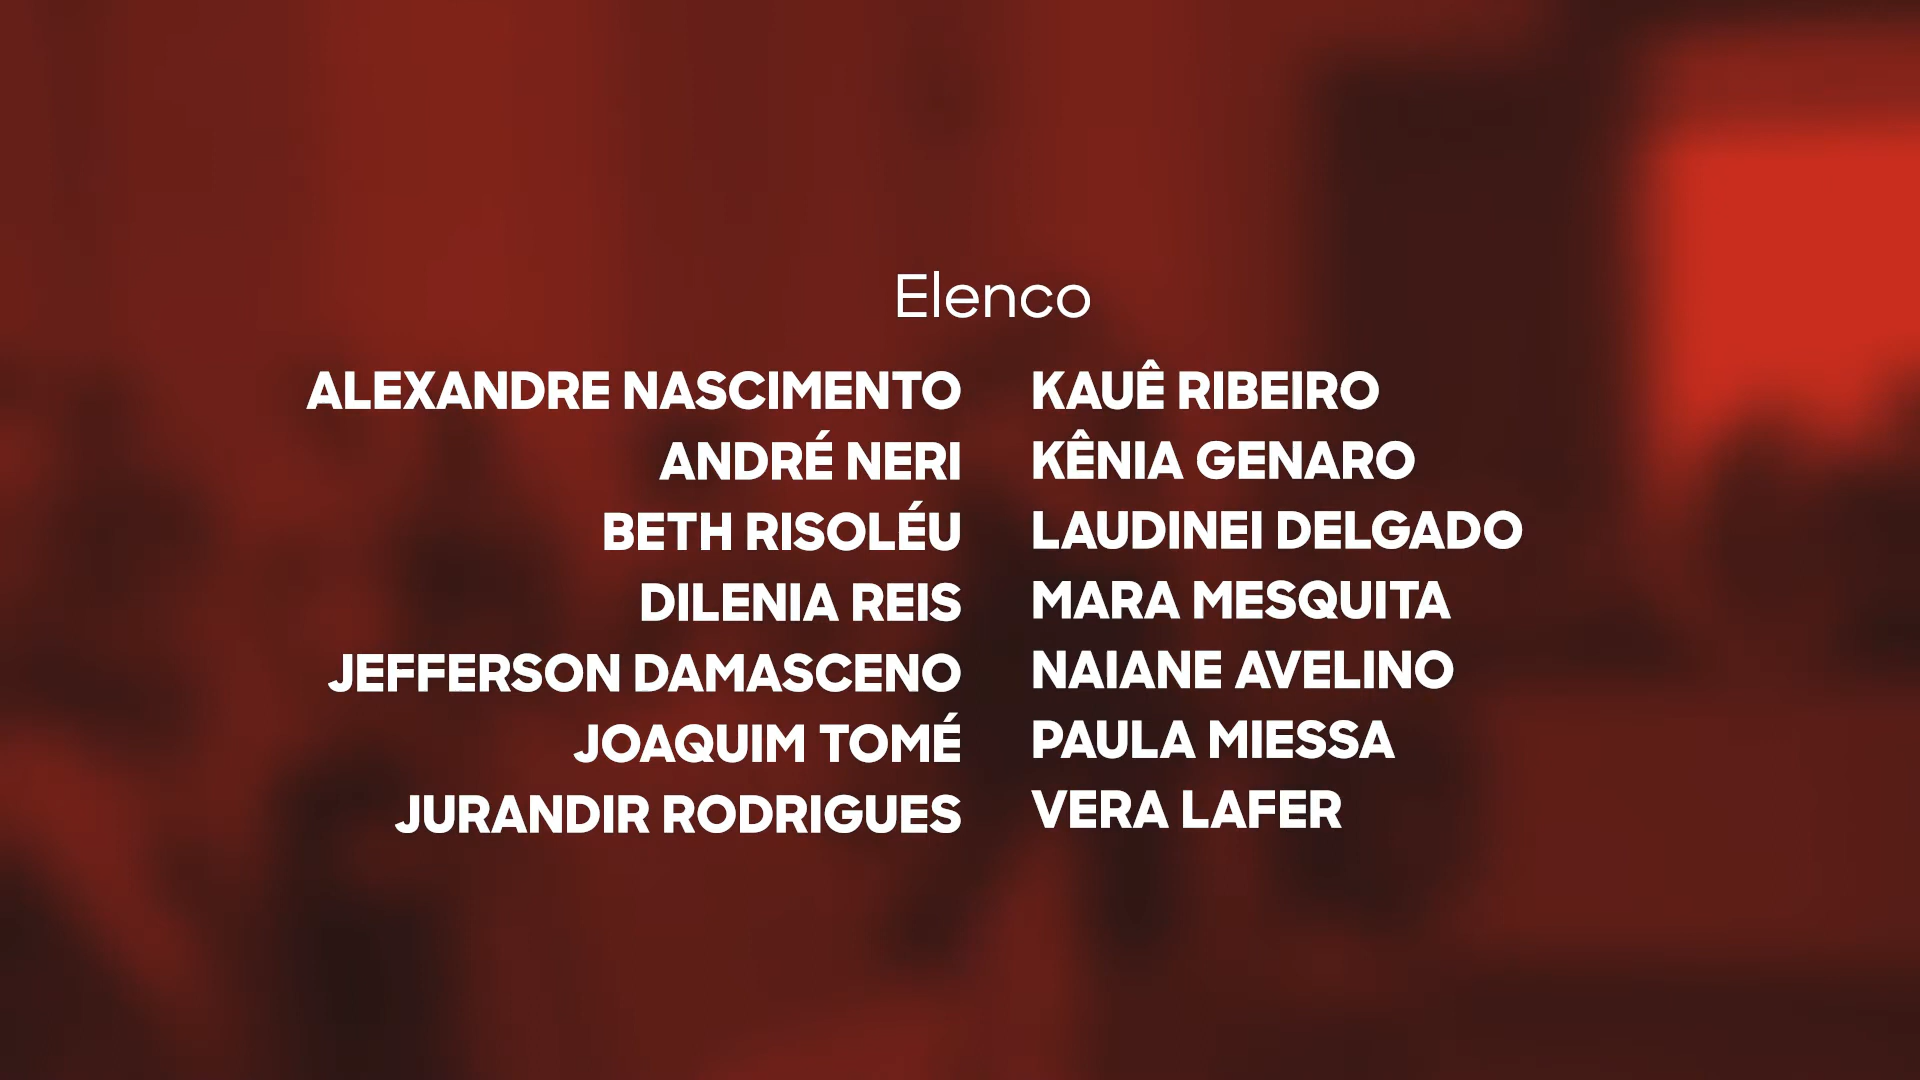 Elenco
ALEXANDRE NASCIMENTO
ANDRÉ NERI
BETH RISOLÉU
DILENIA REIS
JEFFERSON DAMASCENO
JOAQUIM TOMÉ
JURANDIR RODRIGUES
KAUÊ RIBEIRO
KÊNIA GENARO
LAUDINEI DELGADO
MARA MESQUITA
NAIANE AVELINO
PAULA MIESSA
VERA LAFER